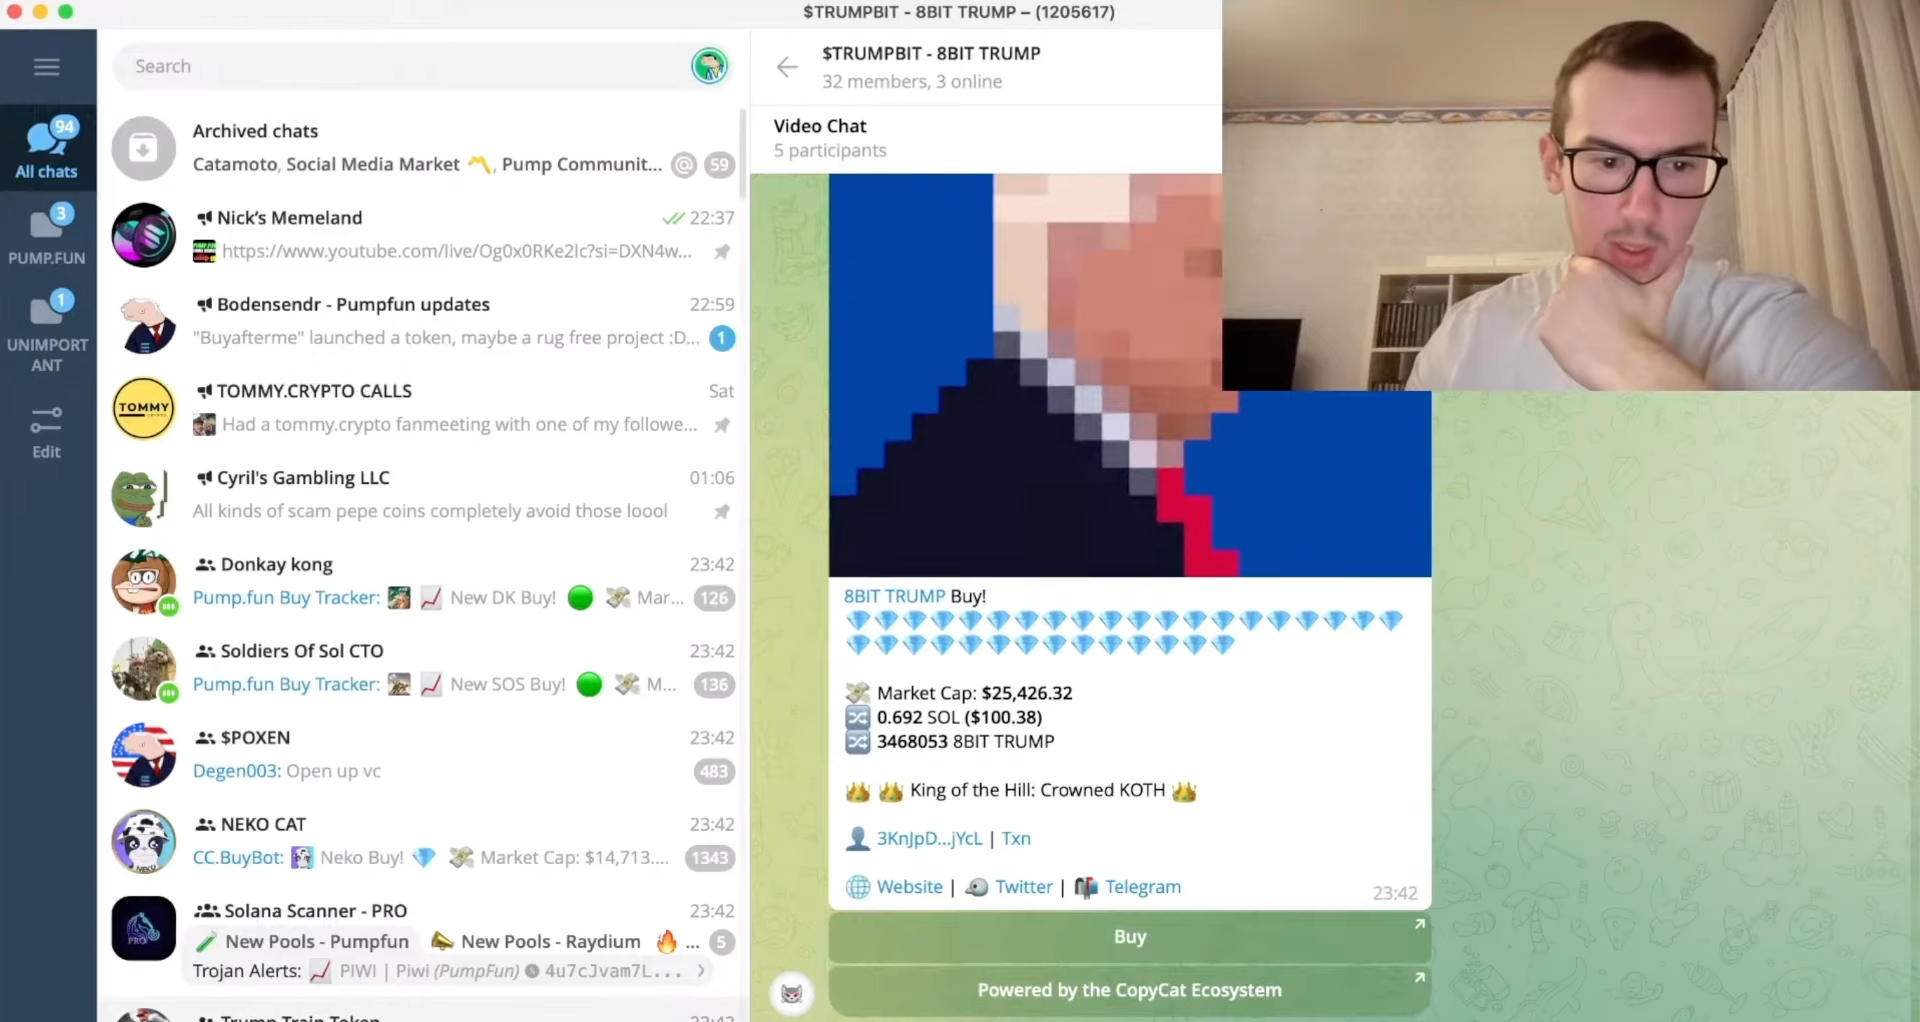 $TRUMPBIT - 8BIT TRUMP – (1205617)
Search
94
All chats
3
PUMP.FUN
1
UNIMPORT
ANT
Edit
Archived chats
Catamoto, Social Media Market , Pump Communit... @ 59
Nick's Memeland 22:37
https://www.youtube.com/live/Og0x0RKe2lc?si=DXN4w...
Bodensendr - Pumpfun updates 22:59
"Buyafterme" launched a token, maybe a rug free project :D... 1
TOMMY
TOMMY.CRYPTO CALLS Sat
Had a tommy.crypto fanmeeting with one of my followe...
Cyril's Gambling LLC 01:06
All kinds of scam pepe coins completely avoid those loool
Donkay kong 23:42
Pump.fun Buy Tracker: 📈 New DK Buy! 🟢 💸 Mar... 126
Soldiers Of Sol CTO 23:42
Pump.fun Buy Tracker: 📈 New SOS Buy! 🟢 💸 M... 136
$POXEN 23:42
Degen003: Open up vc 483
NEKO CAT 23:42
CC.BuyBot: Neko Buy! 💎 💸 Market Cap: $14,713.... 1343
PRO
Solana Scanner - PRO 23:42
New Pools - Pumpfun New Pools - Raydium 🔥 ... 5
Trojan Alerts: 📈 PIWI | Piwi (PumpFun) 4u7cJvam7L...
Trump Train Token 23:42
$TRUMPBIT - 8BIT TRUMP
32 members, 3 online
Video Chat
5 participants
8BIT TRUMP Buy!
💸 Market Cap: $25,426.32
🔀 0.692 SOL ($100.38)
🔀 3468053 8BIT TRUMP
👑 👑 King of the Hill: Crowned KOTH 👑
👤 3KnJpD...jYcL | Txn
🌐 Website | 🐦 Twitter | 📬 Telegram
23:42
Buy
Powered by the CopyCat Ecosystem